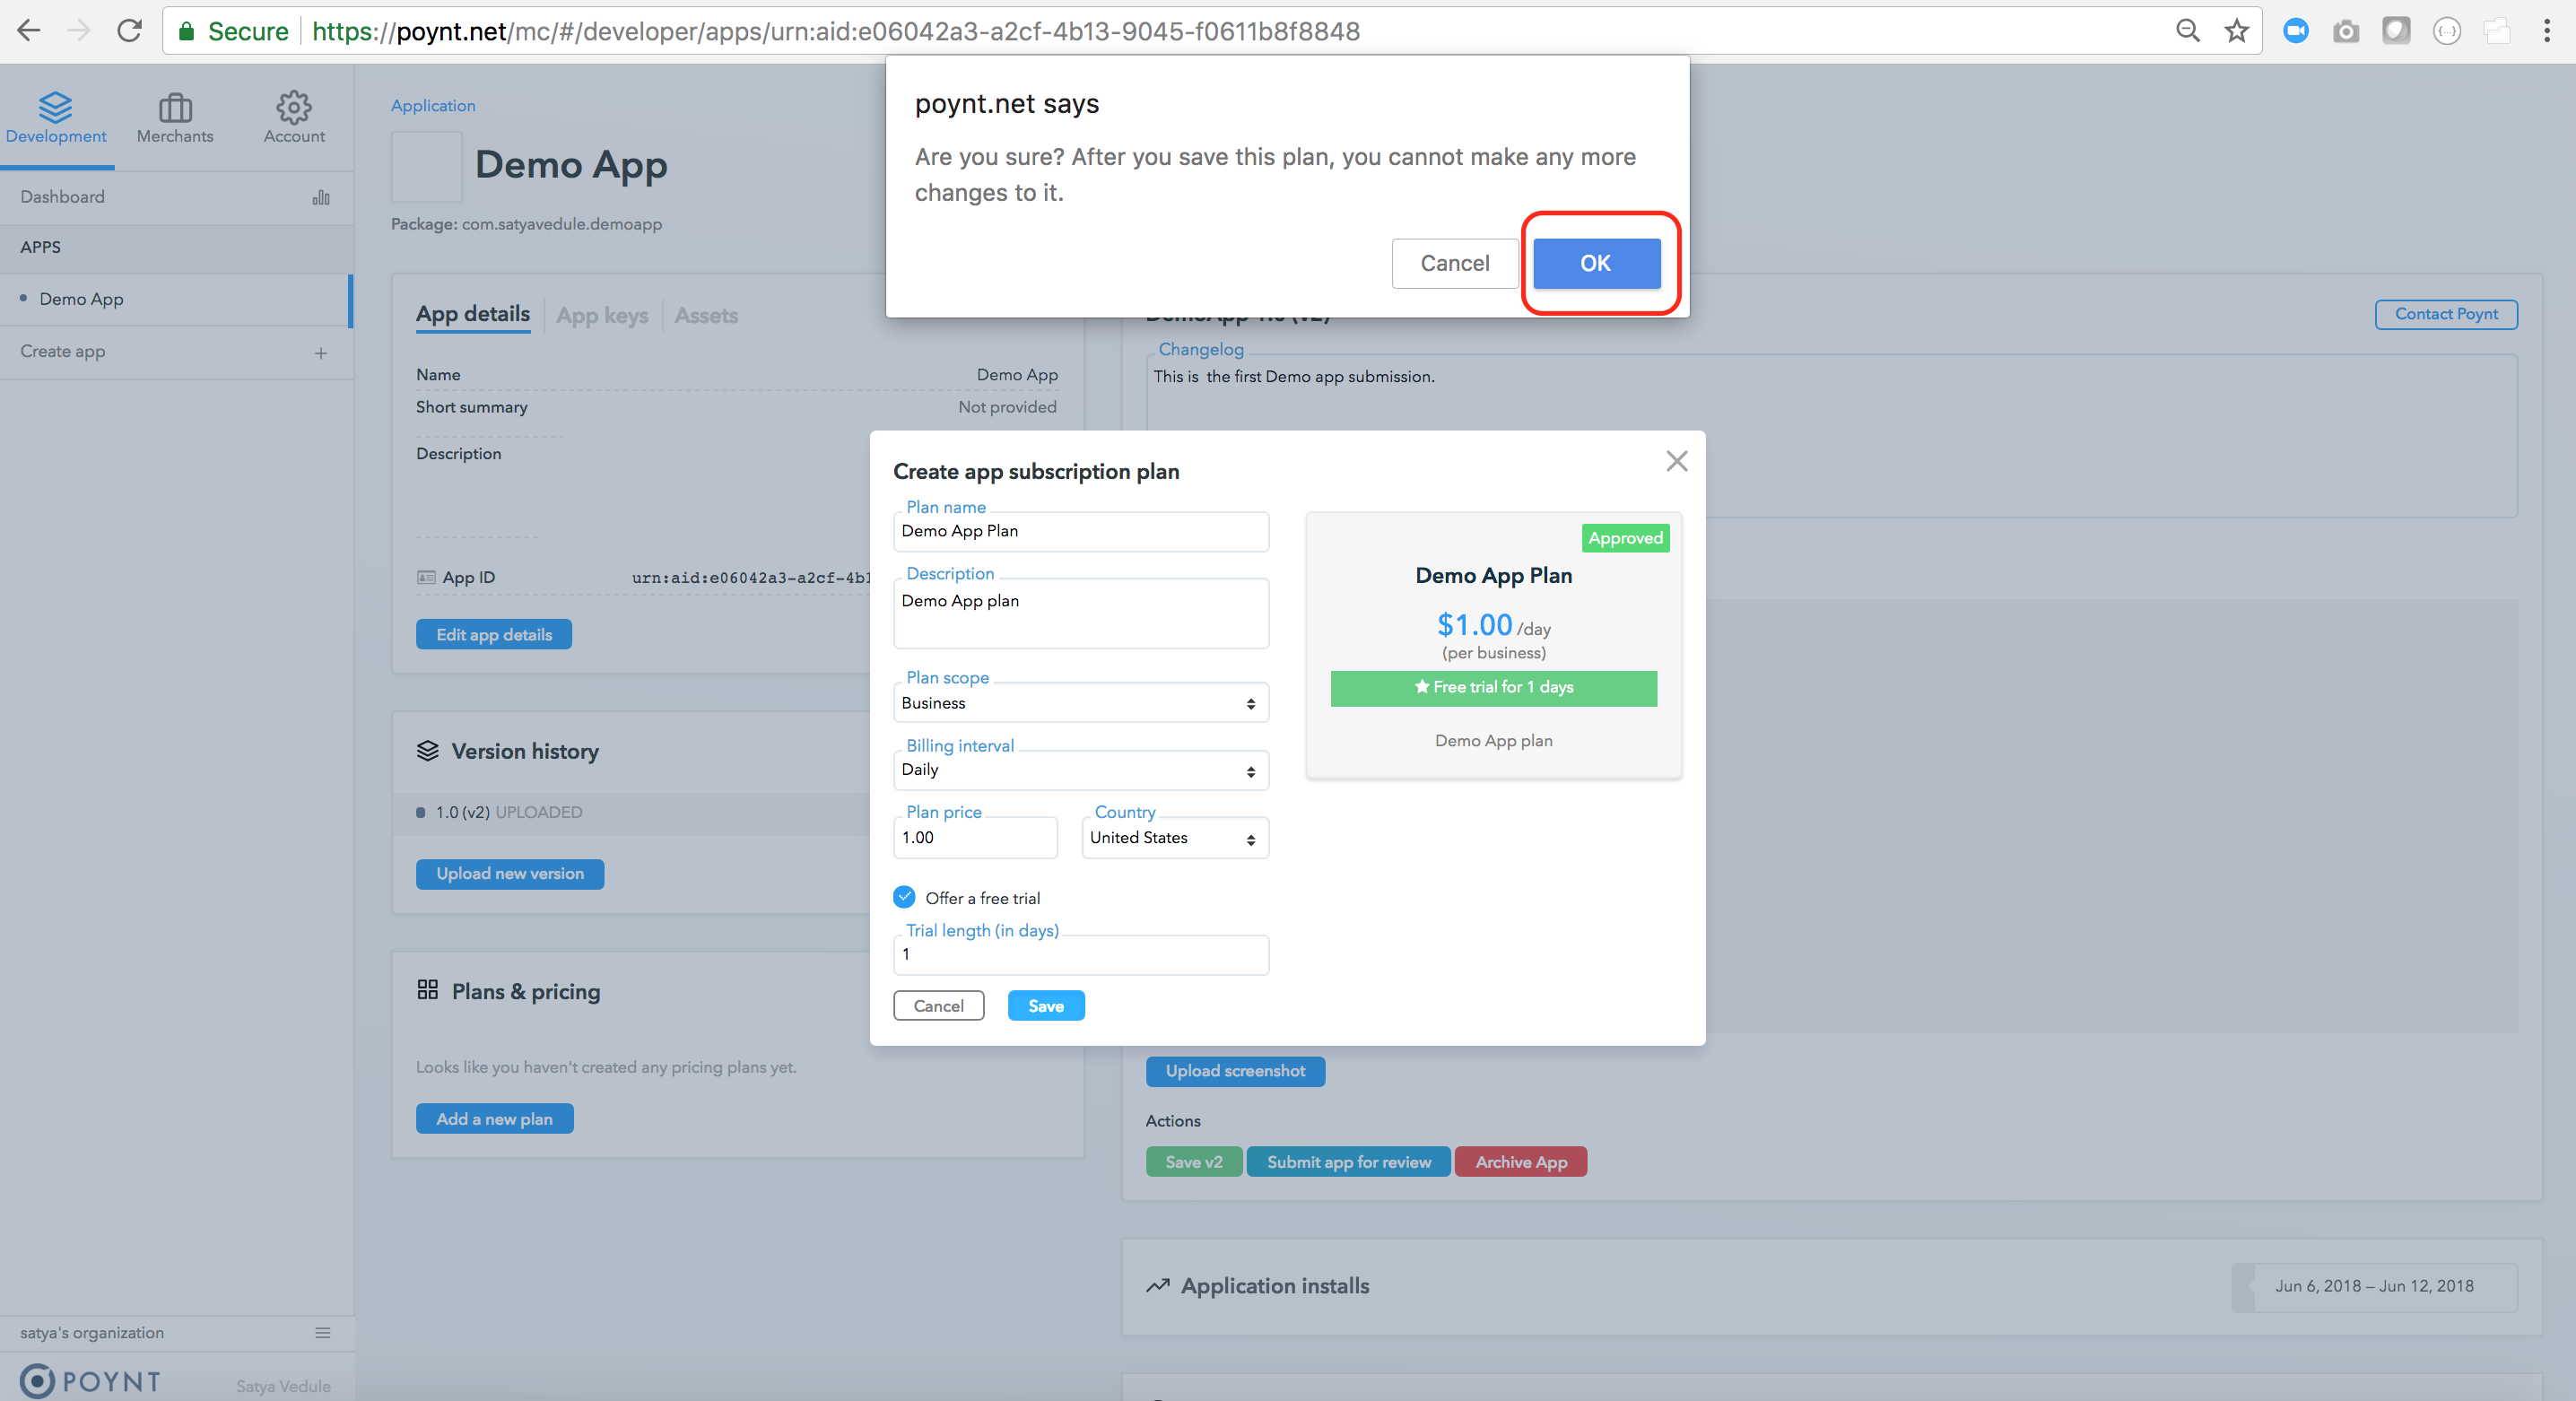 Secure
https://poynt.net/mc/#/developer/apps/urn:aid:e06042a3-a2cf-4b13-9045-f0611b8f8848
poynt.net says
Are you sure? After you save this plan, you cannot make any more
changes to it.
Cancel
OK
Development
Merchants
Account
Dashboard
APPS
Demo App
Create app
satya's organization
POYNT
Satya Vedule
Application
Demo App
Package: com.satyavedule.demoapp
App details
App keys
Assets
Name
Demo App
Short summary
Not provided
Description
App ID
urn:aid:e06042a3-a2cf-4b1
Edit app details
Version history
1.0 (v2) UPLOADED
Upload new version
Plans & pricing
Looks like you haven't created any pricing plans yet.
Add a new plan
DemoApp 1.0 (v2)
Contact Poynt
Changelog
This is the first Demo app submission.
Create app subscription plan
Plan name
Demo App Plan
Description
Demo App plan
Plan scope
Business
Billing interval
Daily
Plan price
1.00
Country
United States
Offer a free trial
Trial length (in days)
1
Cancel
Save
Approved
Demo App Plan
$1.00 /day
(per business)
Free trial for 1 days
Demo App plan
Upload screenshot
Actions
Save v2
Submit app for review
Archive App
Application installs
Jun 6, 2018 – Jun 12, 2018